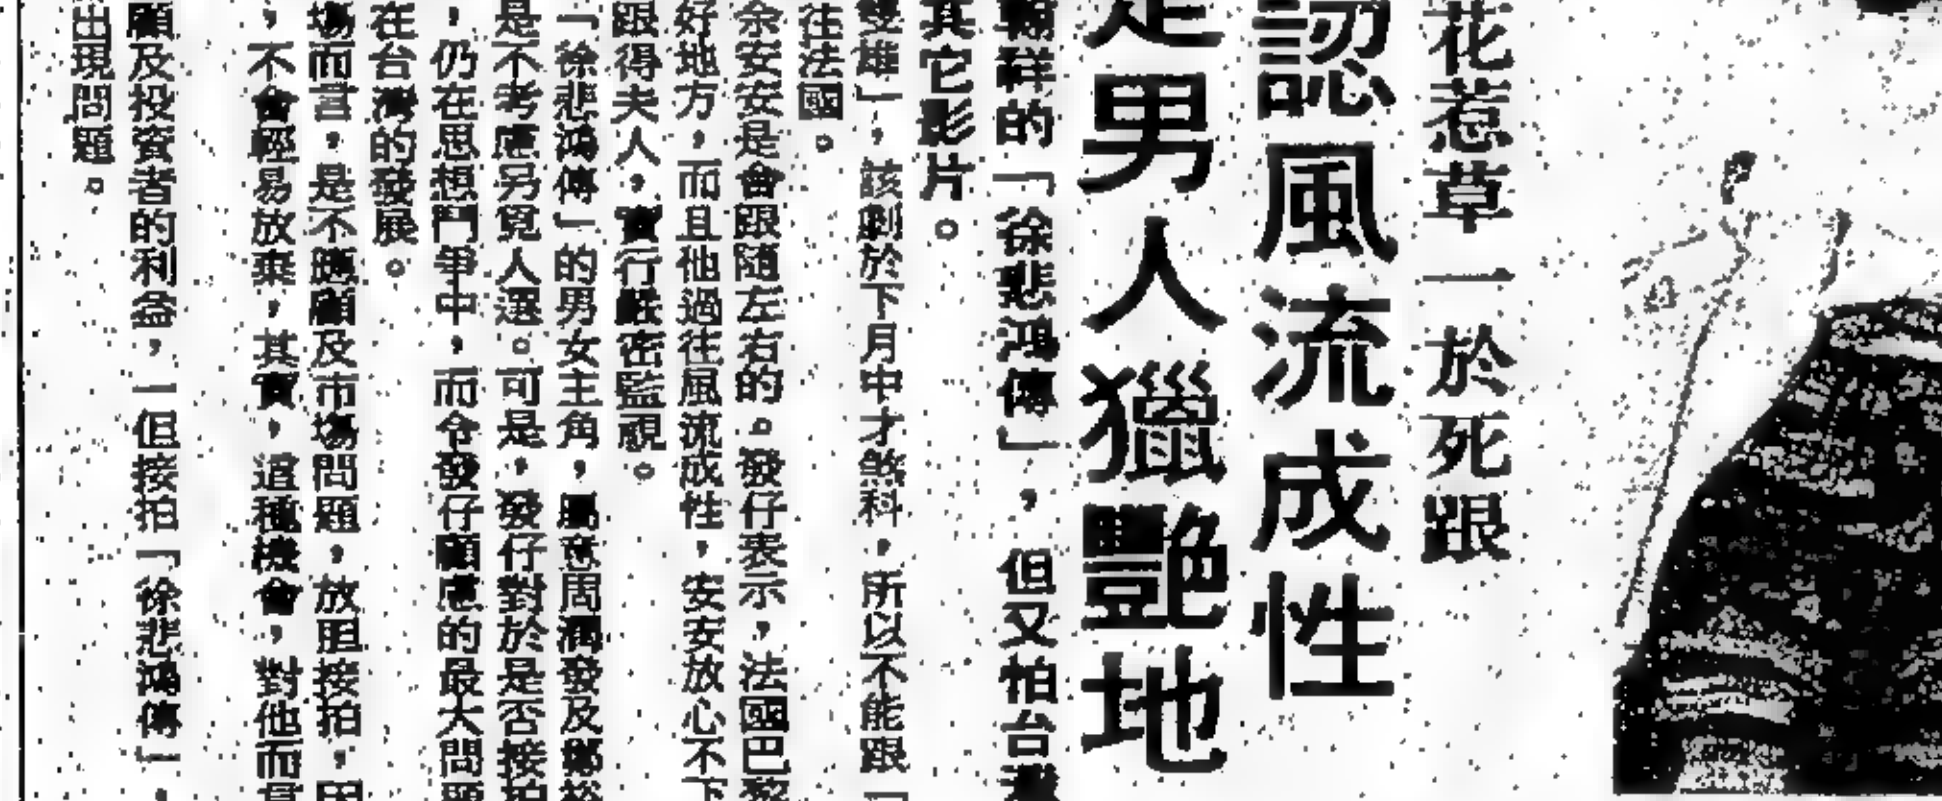 花惹草一於死跟
認風流成性
是男人獵艷地
翱翔的「徐悲鴻傳」，但又怕台灣
其它影片。
雙雄」，該劇於下月中才煞科，所以不能跟「
往法國。
余安安是會跟隨左右的。發仔表示，法國巴黎
好地方，而且他過往風流成性，安安放心不下
跟得夫人，實行嚴密監視。
「徐悲鴻傳」的男女主角，屬意周潤發及鄭裕
是不考慮另覓人選。可是，發仔對於是否接拍
，仍在思想鬥爭中，而令發仔顧慮的最大問題
在台灣的發展。
場而言，是不應顧及市場問題，放胆接拍，因
，不會輕易放棄，其實，這種機會，對他而言
顧及投資者的利益，一但接拍「徐悲鴻傳」，
出現問題。